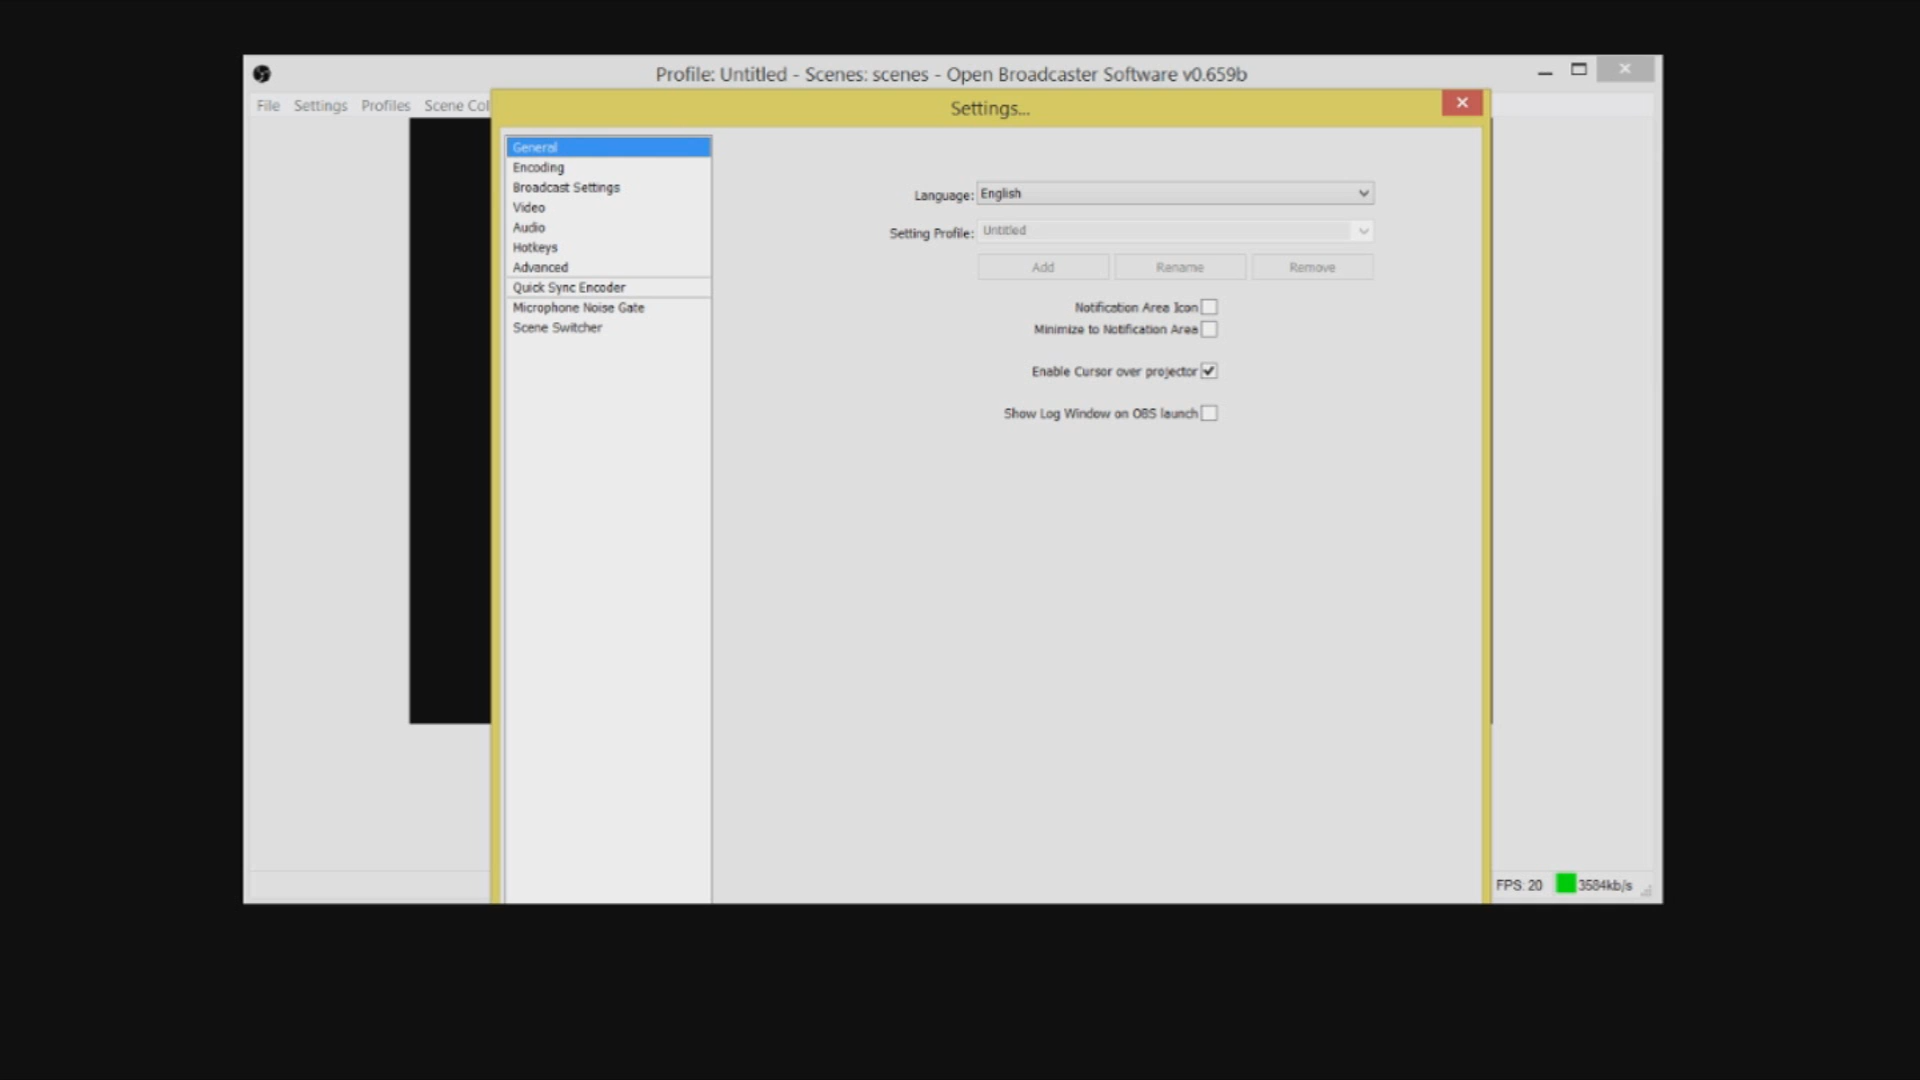 Profile: Untitled - Scenes: scenes - Open Broadcaster Software v0.659b
File Settings Profiles Scene Col
Settings...
General
Encoding
Broadcast Settings
Video
Audio
Hotkeys
Advanced
Quick Sync Encoder
Microphone Noise Gate
Scene Switcher
Language: English
Setting Profile: Untitled
Add Rename Remove
Notification Area Icon
Minimize to Notification Area
Enable Cursor over projector
Show Log Window on OBS launch
FPS: 20 3584kb/s